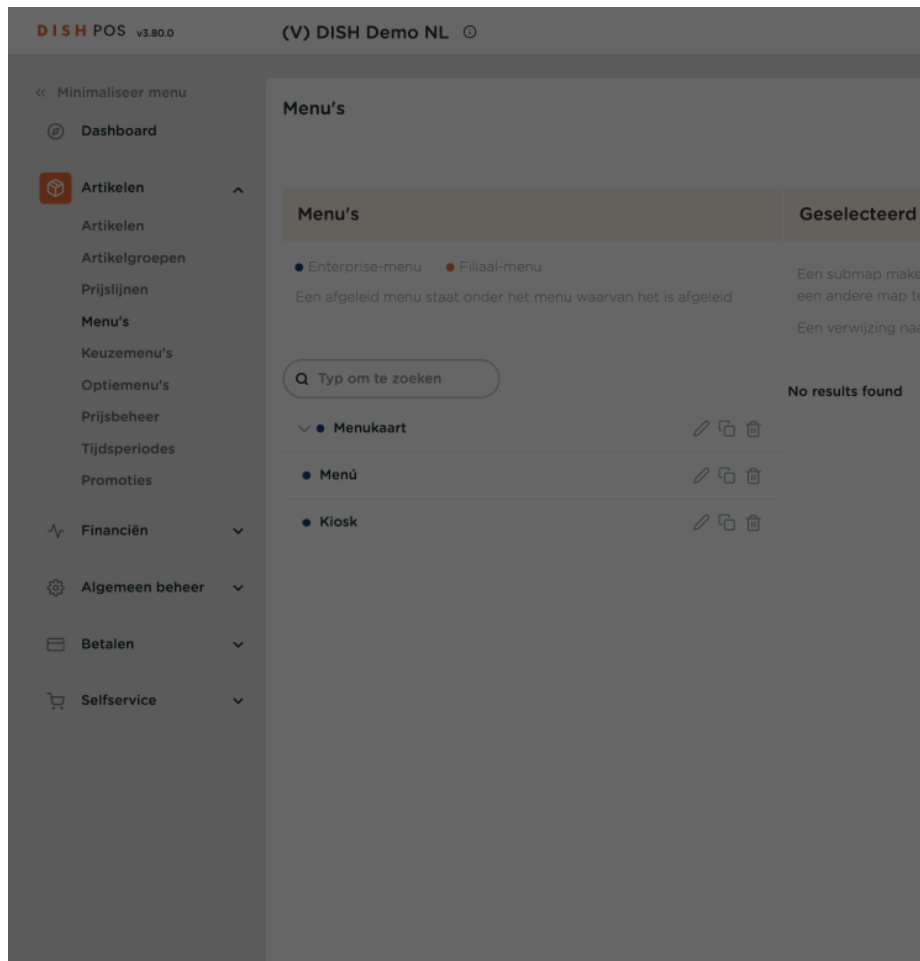 DISH POS v3.80.0
(V) DISH Demo NL
Minimaliseer menu
Dashboard
Artikelen
Artikelen
Artikelgroepen
Prijslijnen
Menu's
Keuzemenu's
Optiemenu's
Prijsbeheer
Tijdsperiodes
Promoties
Financiën
Algemeen beheer
Betalen
Selfservice
Menu's
Menu's
Enterprise-menu Filiaal-menu
Een afgeleid menu staat onder het menu waarvan het is afgeleid
Typ om te zoeken
Menukaart
Menú
Kiosk
Geselecteerd
Een submap make
een andere map te
Een verwijzing naa
No results found